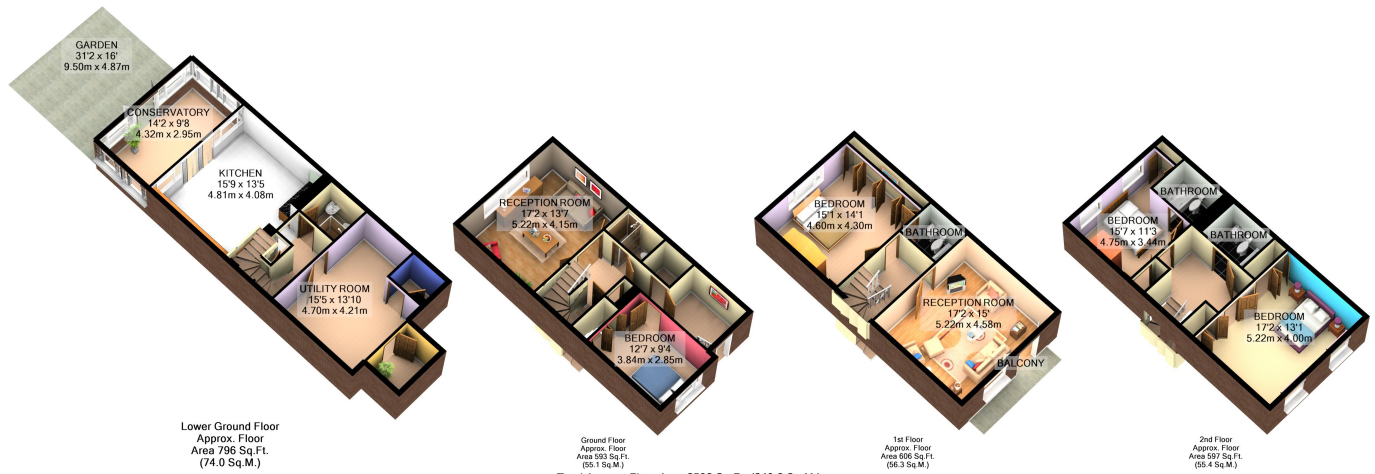 GARDEN
31'2 x 16'
9.50m x 4.87m
CONSERVATORY
14'2 x 9'8
4.32m x 2.95m
KITCHEN
15'9 x 13'5
4.81m x 4.08m
UTILITY ROOM
15'5 x 13'10
4.70m x 4.21m
Lower Ground Floor
Approx. Floor
Area 796 Sq.Ft.
(74.0 Sq.M.)
RECEPTION ROOM
17'2 x 13'7
5.22m x 4.15m
BEDROOM
12'7 x 9'4
3.84m x 2.85m
Ground Floor
Approx. Floor
Area 593 Sq.Ft.
(55.1 Sq.M.)
BEDROOM
15'1 x 14'1
4.60m x 4.30m
BATHROOM
RECEPTION ROOM
17'2 x 15'
5.22m x 4.58m
BALCONY
1st Floor
Approx. Floor
Area 606 Sq.Ft.
(56.3 Sq.M.)
BATHROOM
BEDROOM
15'7 x 11'3
4.75m x 3.44m
BATHROOM
BEDROOM
17'2 x 13'1
5.22m x 4.00m
2nd Floor
Approx. Floor
Area 597 Sq.Ft.
(55.4 Sq.M.)